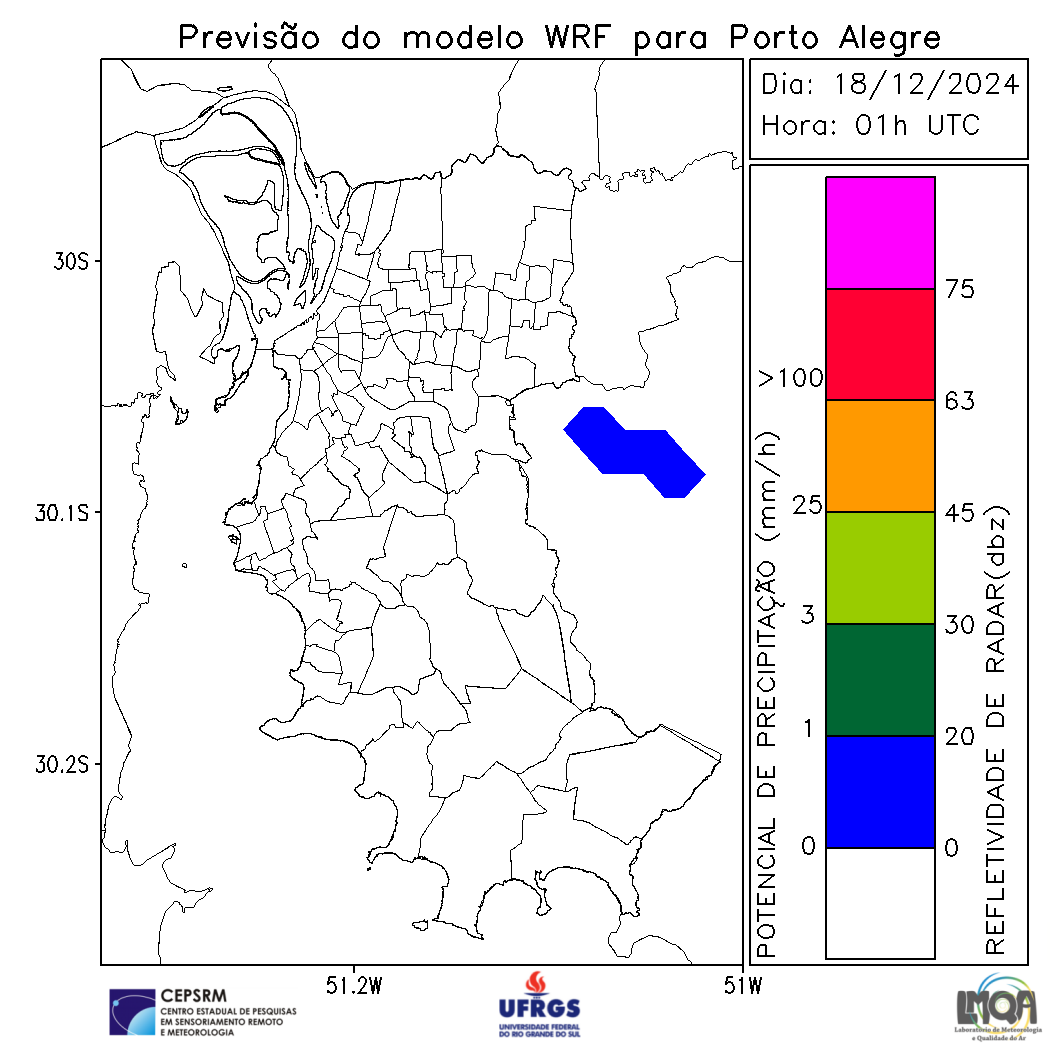 Previsão do modelo WRF para Porto Alegre
Dia: 18/12/2024
Hora: 01h UTC
30S
30.1S
30.2S
51.2W
51W
POTENCIAL DE PRECIPITAÇÃO (mm/h)
>100
25
3
1
0
75
63
45
30
20
0
REFLETIVIDADE DE RADAR(dbz)
CEPSRM
CENTRO ESTADUAL DE PESQUISAS
EM SENSORIAMENTO REMOTO
E METEOROLOGIA
UFRGS
UNIVERSIDADE FEDERAL
DO RIO GRANDE DO SUL
LMQA
Laboratório de Meteorologia
e Qualidade do Ar